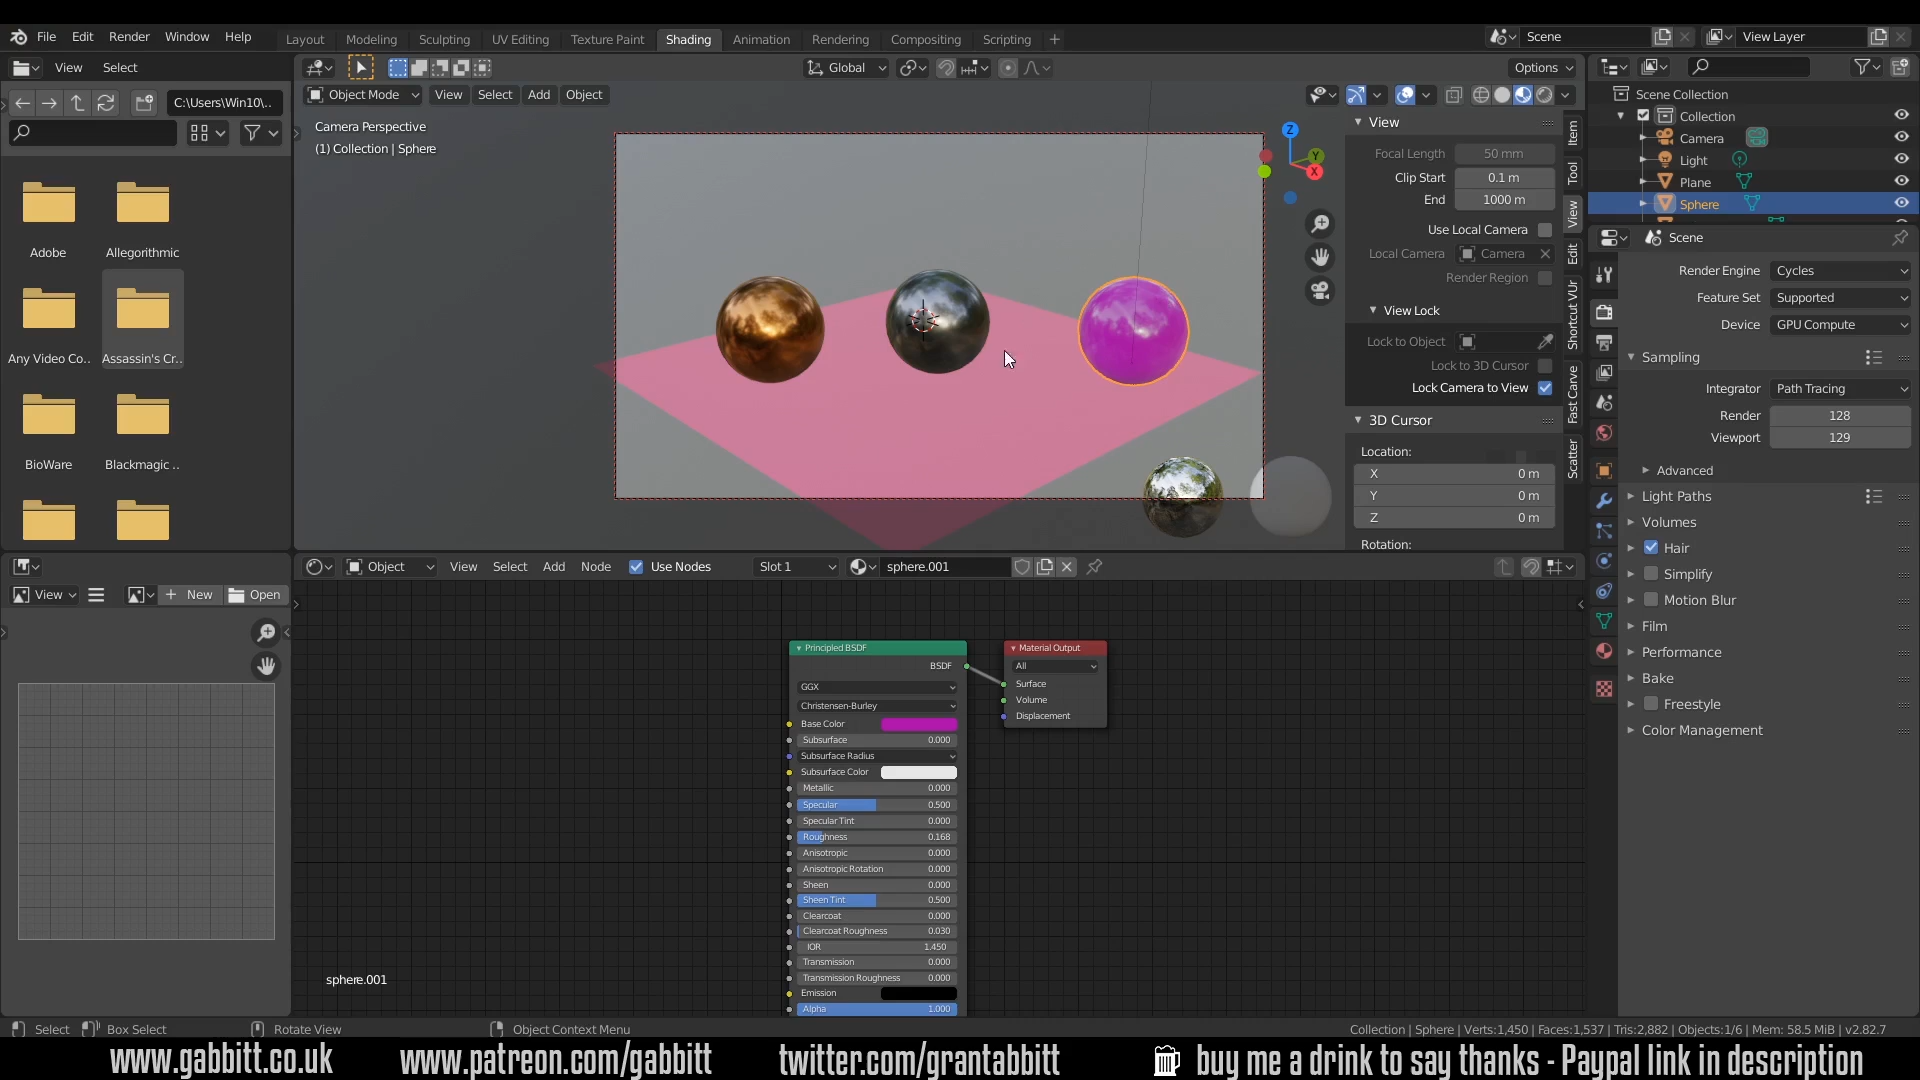 File Edit Render Window Help Layout Modeling Sculpting UV Editing Texture Paint Shading Animation Rendering Compositing Scripting + Scene View Layer
View Select Global Options
C:\Users\Win10\.. Object Mode View Select Add Object
Camera Perspective
(1) Collection | Sphere
Adobe Allegorithmic
Any Video Co.. Assassin's Cr..
BioWare Blackmagic ..
Z
Y
X
View
Focal Length 50 mm
Clip Start 0.1 m
End 1000 m
Use Local Camera
Local Camera Camera
Render Region
View Lock
Lock to Object
Lock to 3D Cursor
Lock Camera to View
3D Cursor
Location:
X 0 m
Y 0 m
Z 0 m
Rotation:
Item
Tool
View
Edit
Shortcut VUr
Fast Carve
Scatter
Scene Collection
Collection
Camera
Light
Plane
Sphere
Scene
Render Engine Cycles
Feature Set Supported
Device GPU Compute
Sampling
Integrator Path Tracing
Render 128
Viewport 129
Advanced
Light Paths
Volumes
Hair
Simplify
Motion Blur
Film
Performance
Bake
Freestyle
Color Management
View New Open
Object View Select Add Node Use Nodes Slot 1 sphere.001
Principled BSDF
BSDF
GGX
Christensen-Burley
Base Color
Subsurface 0.000
Subsurface Radius
Subsurface Color
Metallic 0.000
Specular 0.500
Specular Tint 0.000
Roughness 0.168
Anisotropic 0.000
Anisotropic Rotation 0.000
Sheen 0.000
Sheen Tint 0.500
Clearcoat 0.000
Clearcoat Roughness 0.030
IOR 1.450
Transmission 0.000
Transmission Roughness 0.000
Emission
Alpha 1.000
Material Output
All
Surface
Volume
Displacement
sphere.001
Select Box Select Rotate View Object Context Menu Collection | Sphere | Verts:1,450 | Faces:1,537 | Tris:2,882 | Objects:1/6 | Mem: 58.5 MiB | v2.82.7
www.gabbitt.co.uk www.patreon.com/gabbitt twitter.com/grantabbitt buy me a drink to say thanks - Paypal link in description